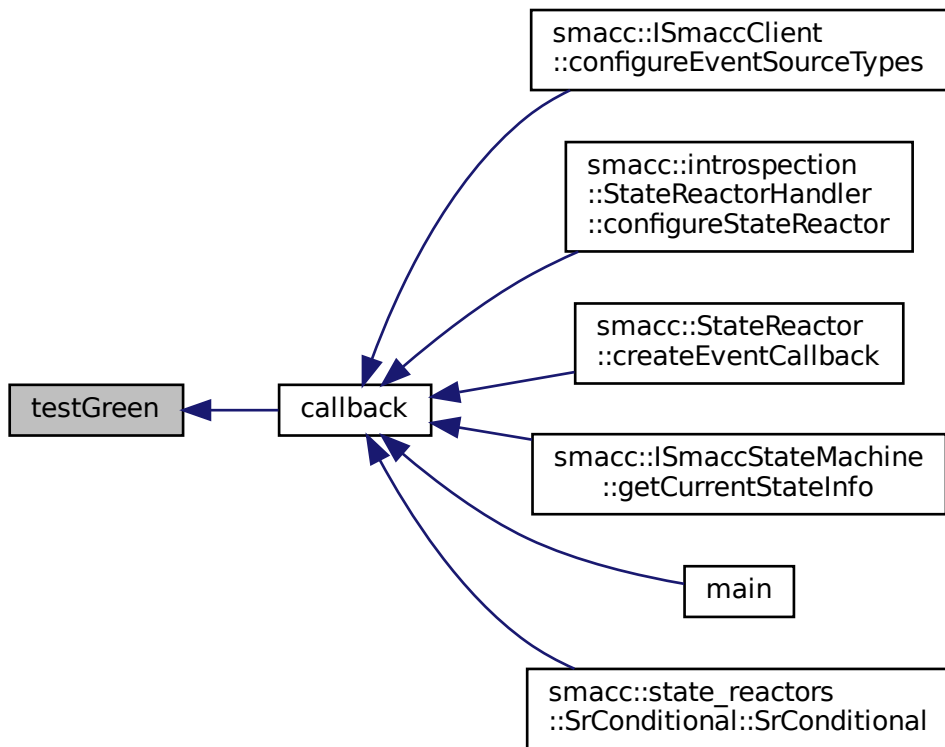 smacc::ISmaccClient
::configureEventSourceTypes
smacc::introspection
::StateReactorHandler
::configureStateReactor
smacc::StateReactor
::createEventCallback
testGreen
callback
smacc::ISmaccStateMachine
::getCurrentStateInfo
main
smacc::state_reactors
::SrConditional::SrConditional